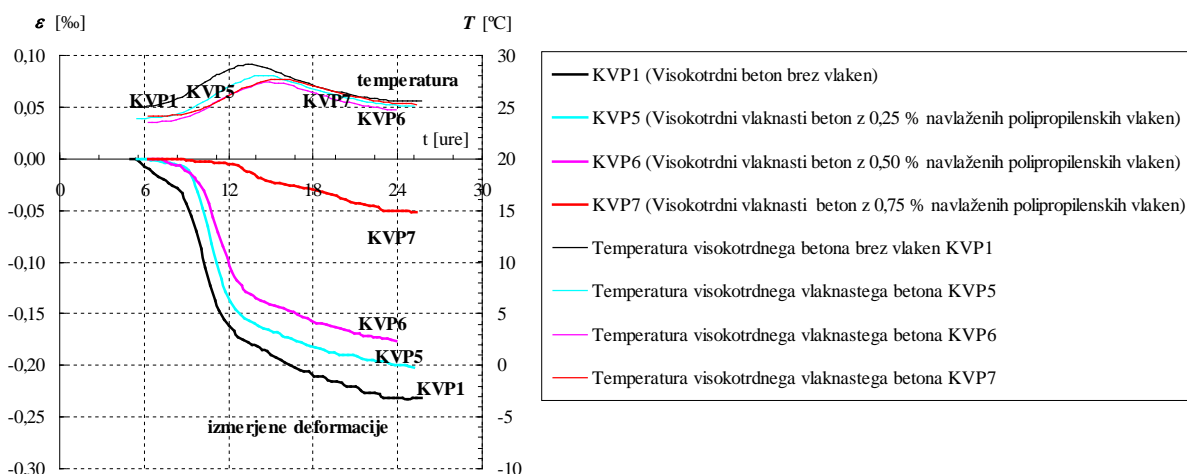 ε [‰]
T [ºC]
0,10
0,05
0,00
-0,05
-0,10
-0,15
-0,20
-0,25
-0,30
30
25
20
15
10
5
0
-5
-10
0
6
12
18
24
30
t [ure]
temperatura
KVP1
KVP5
KVP7
KVP6
KVP7
KVP6
KVP5
KVP1
izmerjene deformacije
KVP1 (Visokotrdni beton brez vlaken)
KVP5 (Visokotrdni vlaknasti beton z 0,25 % navlaženih polipropilenskih vlaken)
KVP6 (Visokotrdni vlaknasti beton z 0,50 % navlaženih polipropilenskih vlaken)
KVP7 (Visokotrdni vlaknasti beton z 0,75 % navlaženih polipropilenskih vlaken)
Temperatura visokotrdnega betona brez vlaken KVP1
Temperatura visokotrdnega vlaknastega betona KVP5
Temperatura visokotrdnega vlaknastega betona KVP6
Temperatura visokotrdnega vlaknastega betona KVP7